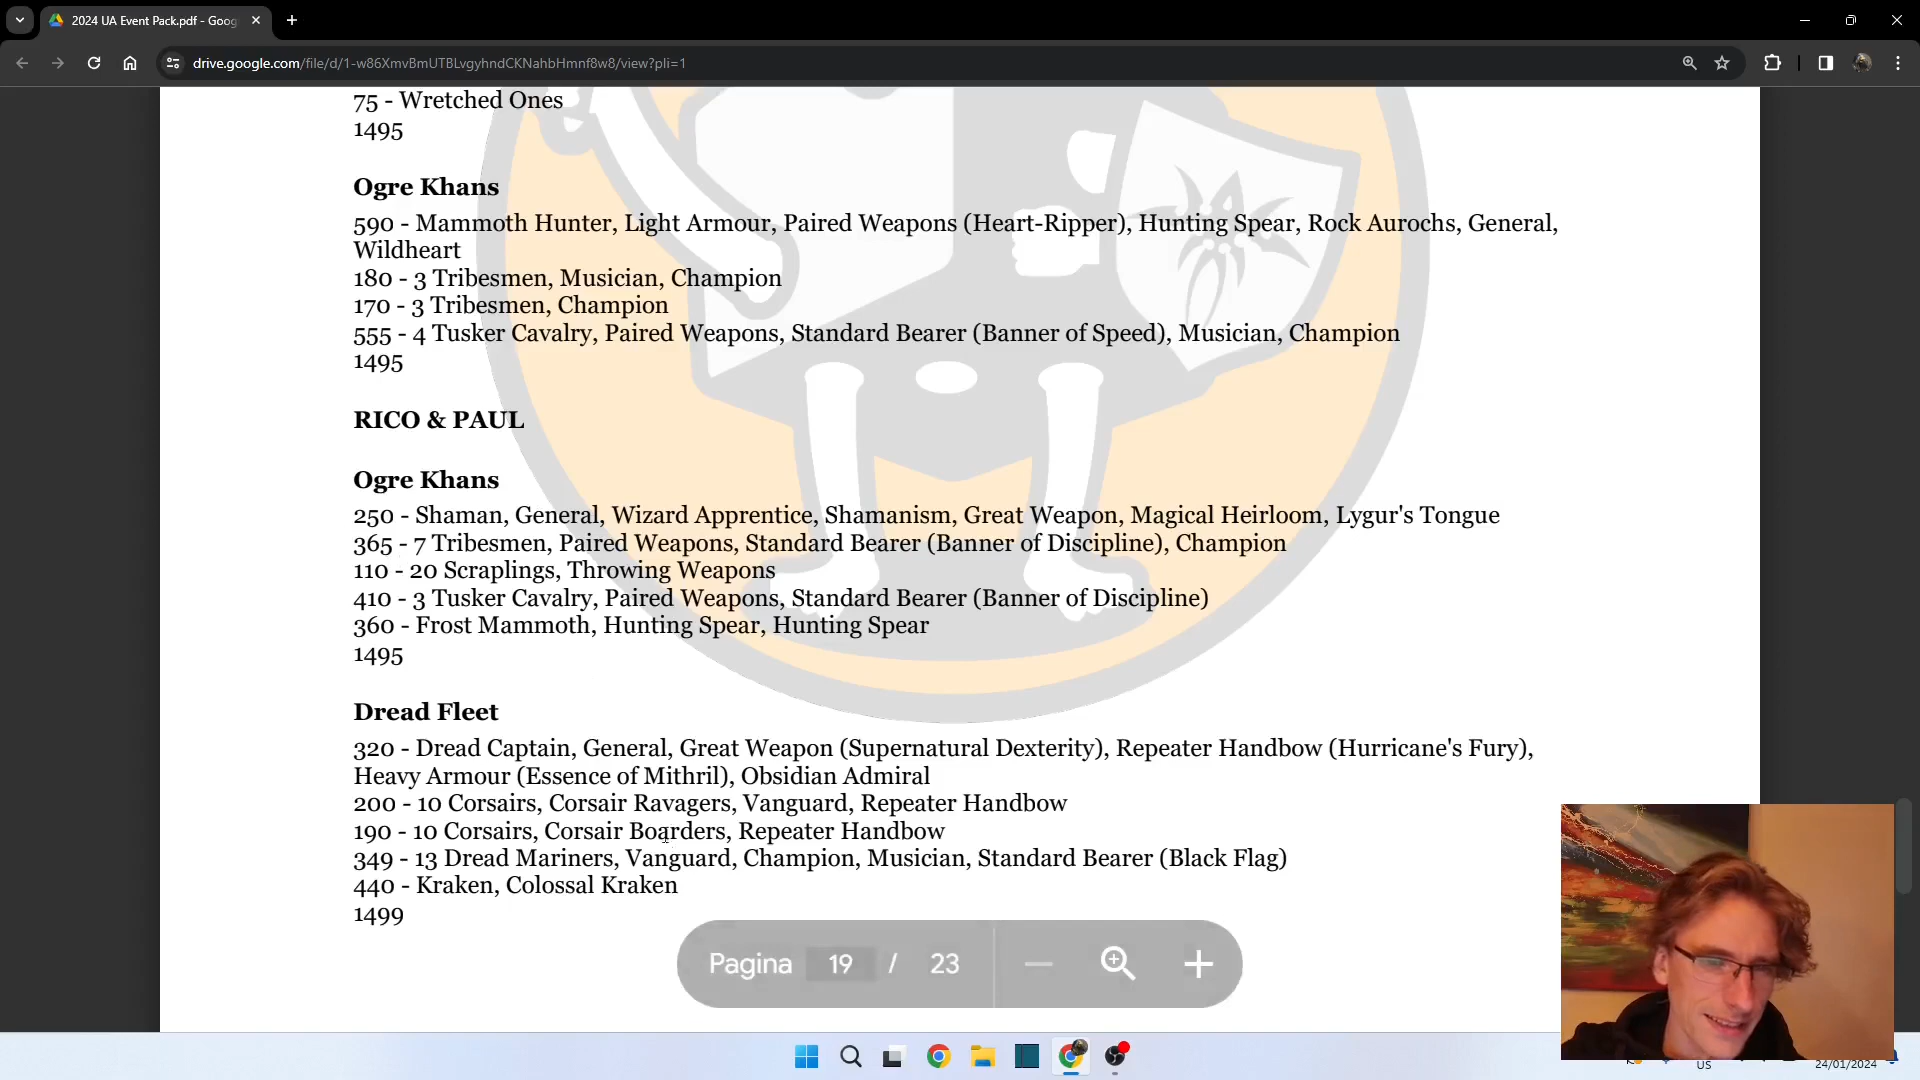 2024 UA Event Pack.pdf - Goog
drive.google.com/file/d/1-w86XmvBmUTBLvgyhndCKNahbHmnf8w8/view?pli=1
75 - Wretched Ones
1495
Ogre Khans
590 - Mammoth Hunter, Light Armour, Paired Weapons (Heart-Ripper), Hunting Spear, Rock Aurochs, General,
Wildheart
180 - 3 Tribesmen, Musician, Champion
170 - 3 Tribesmen, Champion
555 - 4 Tusker Cavalry, Paired Weapons, Standard Bearer (Banner of Speed), Musician, Champion
1495
RICO & PAUL
Ogre Khans
250 - Shaman, General, Wizard Apprentice, Shamanism, Great Weapon, Magical Heirloom, Lygur's Tongue
365 - 7 Tribesmen, Paired Weapons, Standard Bearer (Banner of Discipline), Champion
110 - 20 Scraplings, Throwing Weapons
410 - 3 Tusker Cavalry, Paired Weapons, Standard Bearer (Banner of Discipline)
360 - Frost Mammoth, Hunting Spear, Hunting Spear
1495
Dread Fleet
320 - Dread Captain, General, Great Weapon (Supernatural Dexterity), Repeater Handbow (Hurricane's Fury),
Heavy Armour (Essence of Mithril), Obsidian Admiral
200 - 10 Corsairs, Corsair Ravagers, Vanguard, Repeater Handbow
190 - 10 Corsairs, Corsair Boarders, Repeater Handbow
349 - 13 Dread Mariners, Vanguard, Champion, Musician, Standard Bearer (Black Flag)
440 - Kraken, Colossal Kraken
1499
Pagina 19 / 23
US
24/01/2024